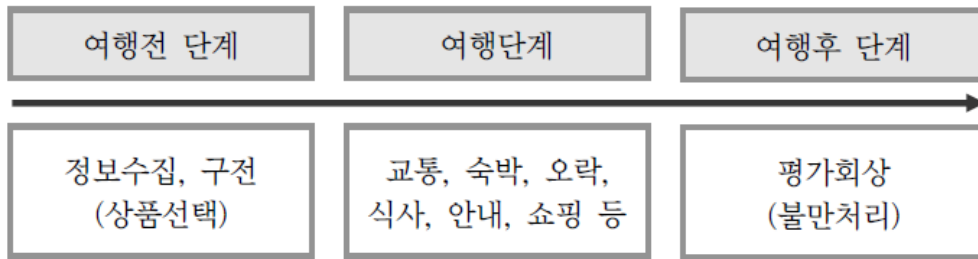 여행전 단계
여행단계
여행후 단계
정보수집, 구전
(상품선택)
교통, 숙박, 오락,
식사, 안내, 쇼핑 등
평가회상
(불만처리)